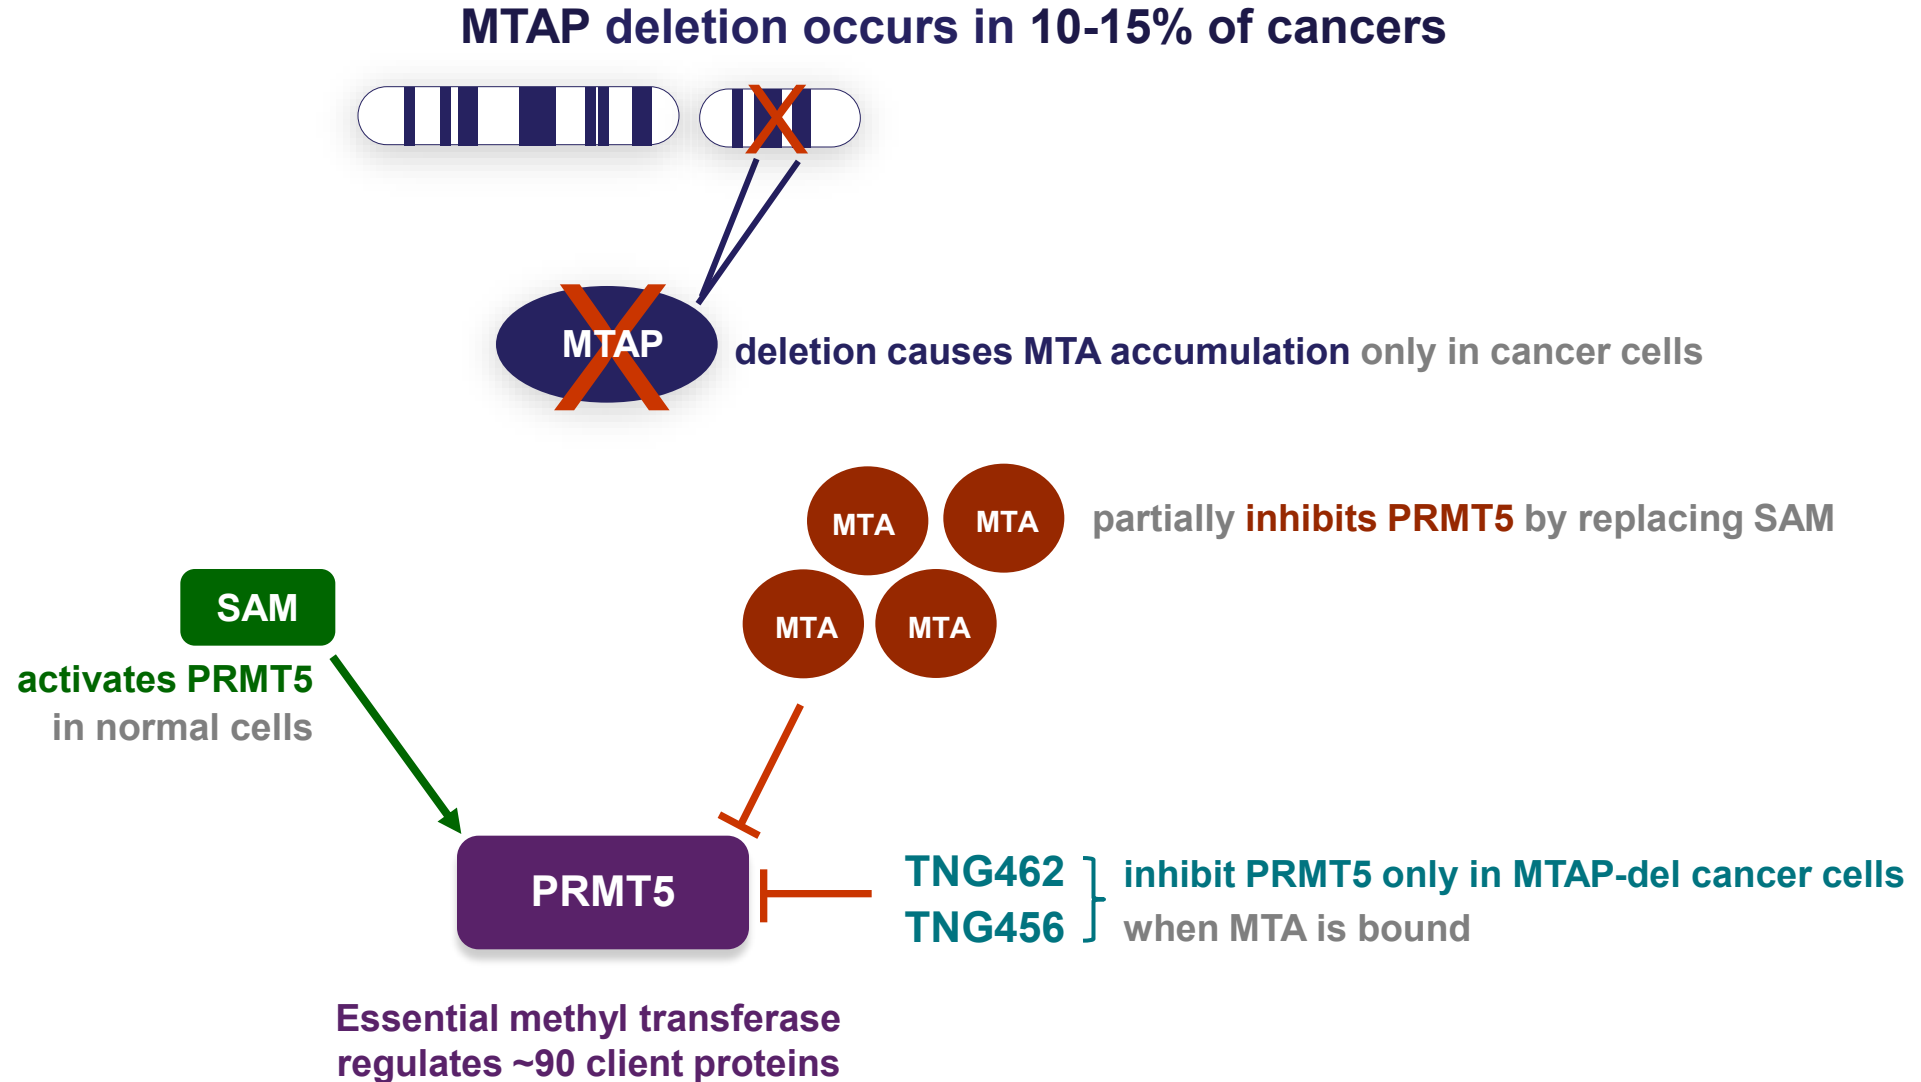 MTAP deletion occurs in 10-15% of cancers
MTAP
deletion causes MTA accumulation only in cancer cells
MTA
MTA
partially inhibits PRMT5 by replacing SAM
MTA
MTA
SAM
activates PRMT5
in normal cells
PRMT5
TNG462
TNG456
inhibit PRMT5 only in MTAP-del cancer cells
when MTA is bound
Essential methyl transferase
regulates ~90 client proteins